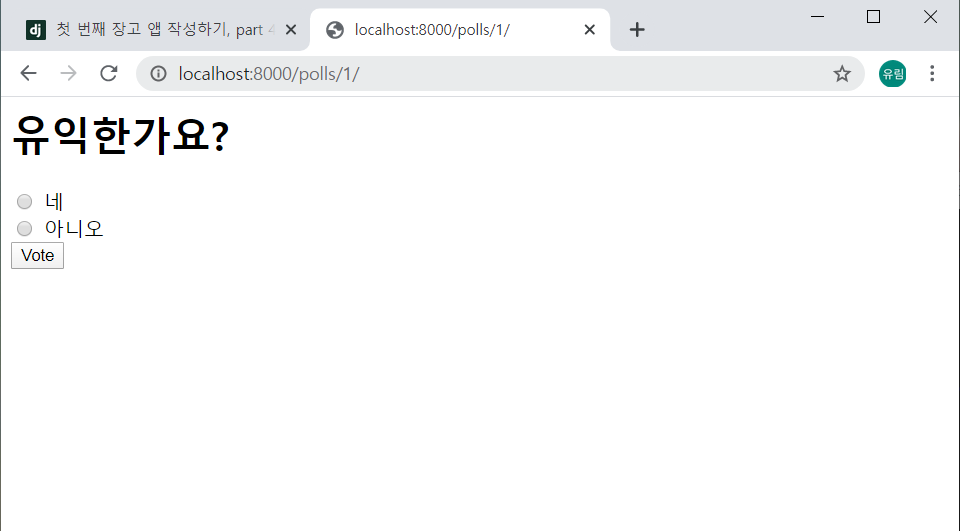 dj 첫 번째 장고 앱 작성하기, part 4
localhost:8000/polls/1/
localhost:8000/polls/1/
유림
유익한가요?
네
아니오
Vote